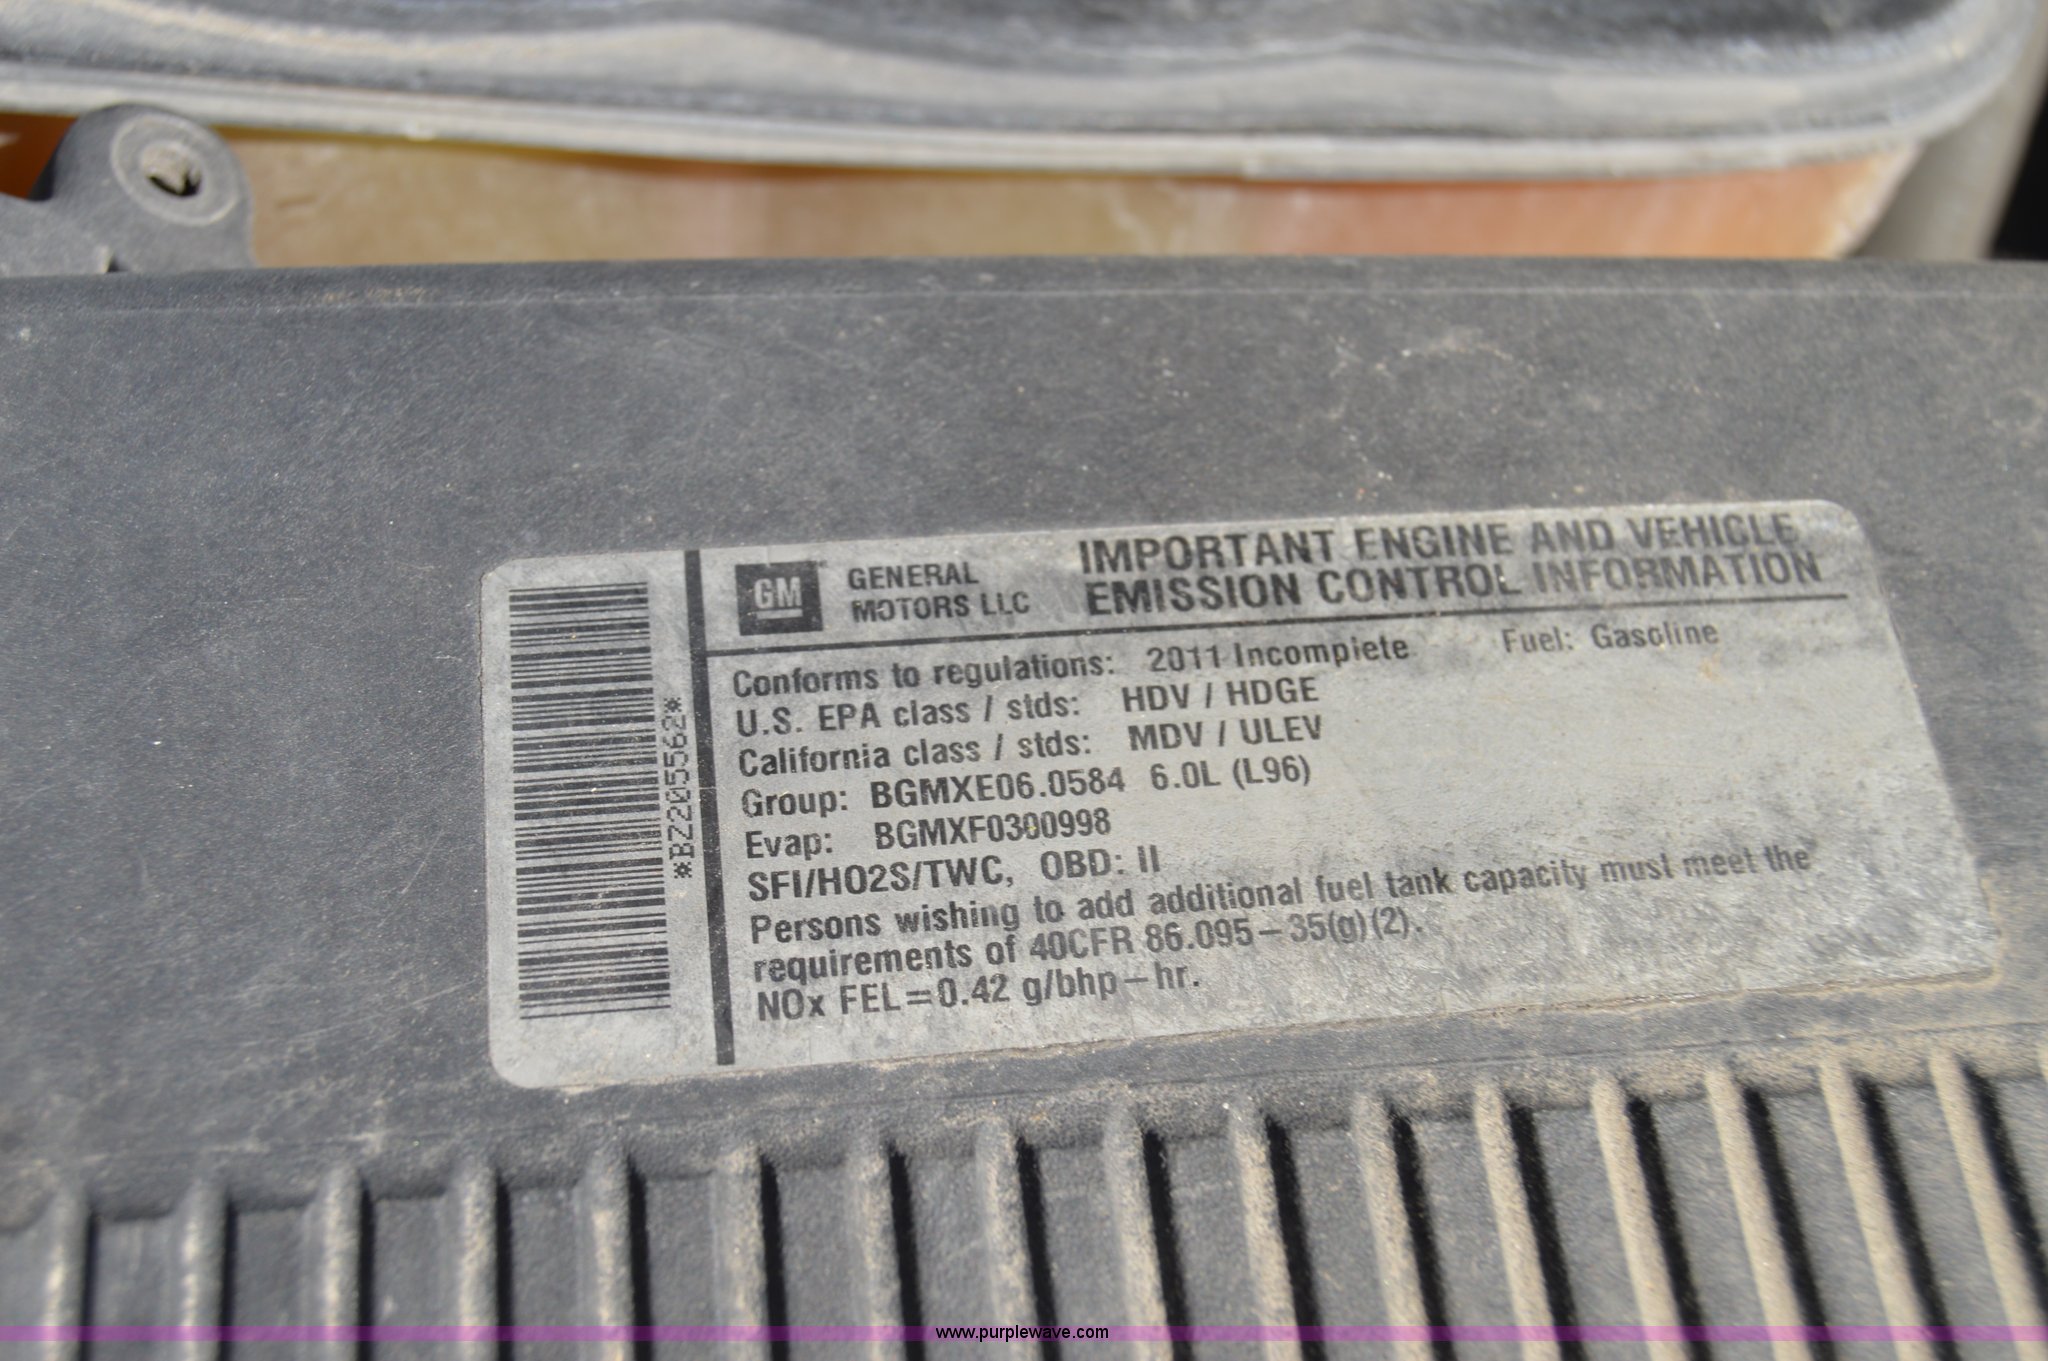 GM GENERAL MOTORS LLC
IMPORTANT ENGINE AND VEHICLE
EMISSION CONTROL INFORMATION
Conforms to regulations: 2011 Incomplete Fuel: Gasoline
U.S. EPA class / stds: HDV / HDGE
California class / stds: MDV / ULEV
Group: BGMXE06.0584 6.0L (L96)
Evap: BGMXF0300998
SFI/HO2S/TWC, OBD: II
Persons wishing to add additional fuel tank capacity must meet the
requirements of 40CFR 86.095-35(g)(2).
NOx FEL=0.42 g/bhp-hr.
*BZ2205562*
www.purplewave.com